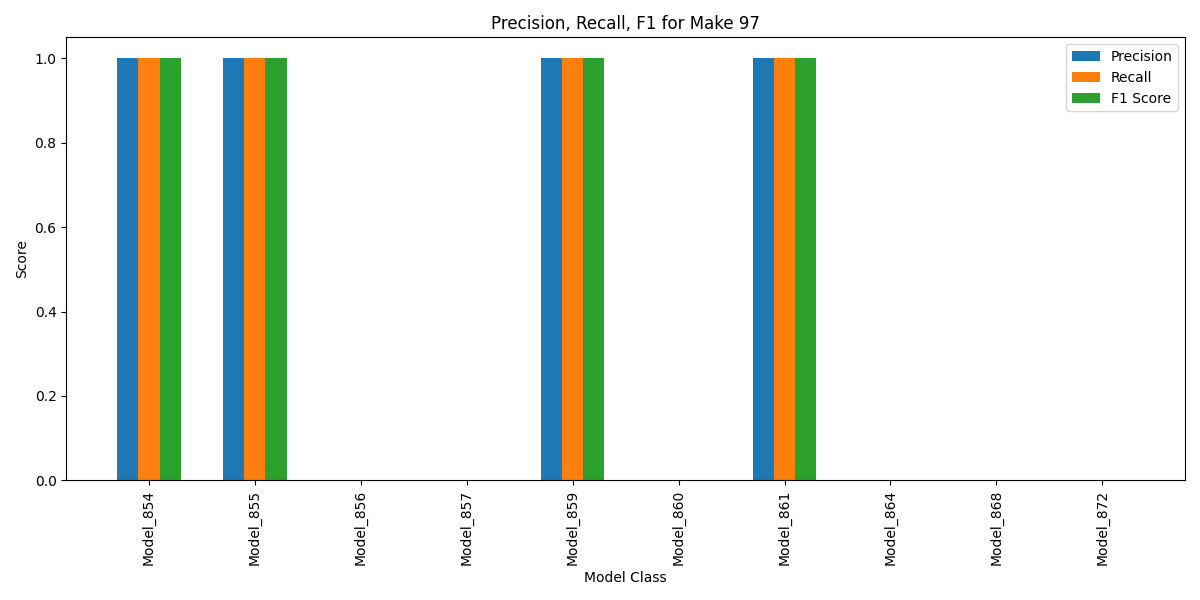 Precision, Recall, F1 for Make 97
Precision
Recall
F1 Score
1.0
0.8
0.6
0.4
0.2
0.0
Score
Model_854
Model_855
Model_856
Model_857
Model_859
Model_860
Model_861
Model_864
Model_868
Model_872
Model Class